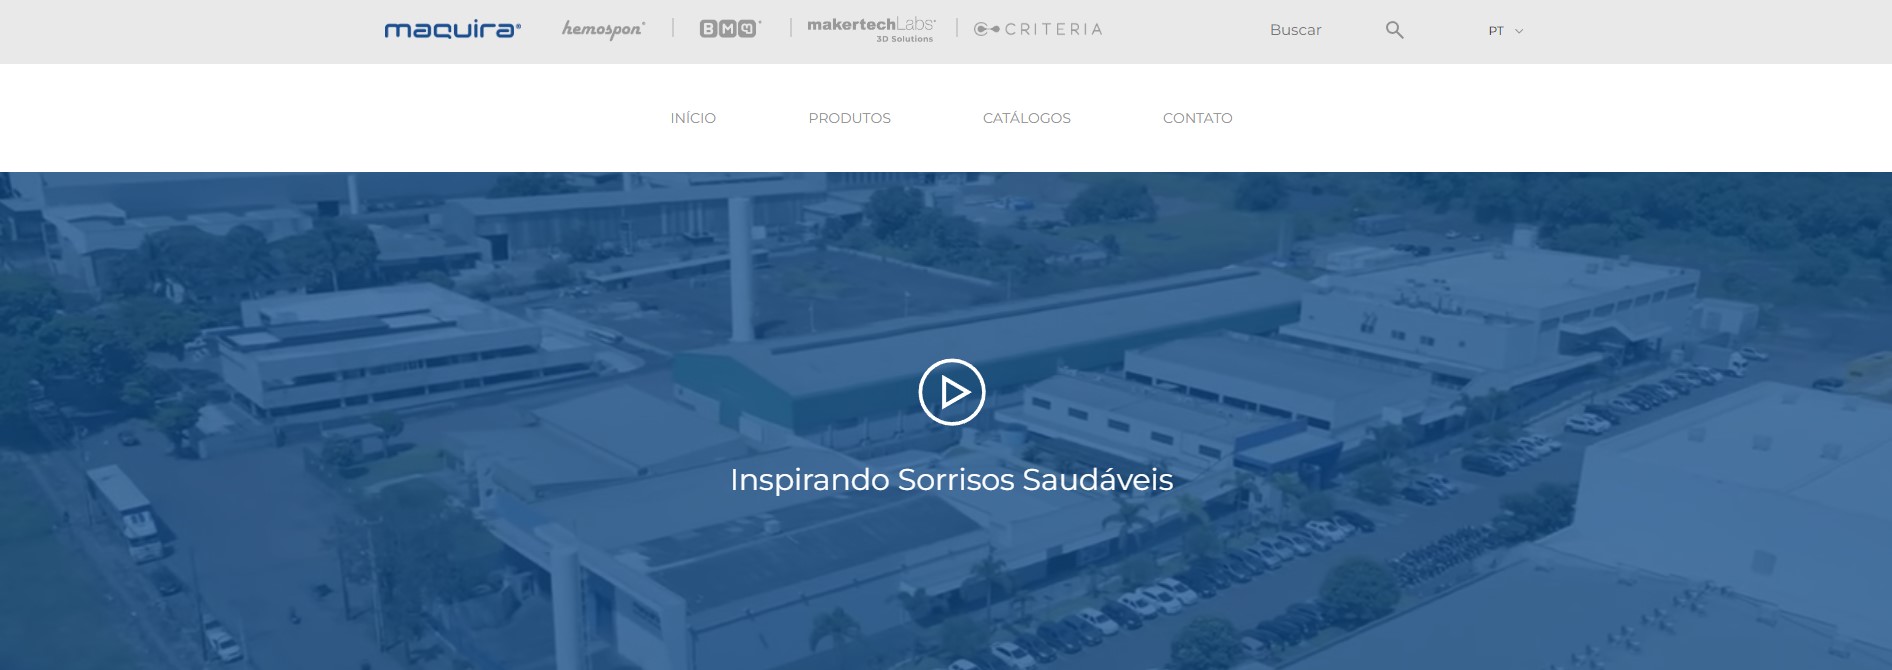 maquira®
hemospon®
BMQ®
makertechLabs®
3D Solutions
CRITERIA
Buscar
PT
INÍCIO
PRODUTOS
CATÁLOGOS
CONTATO
Inspirando Sorrisos Saudáveis